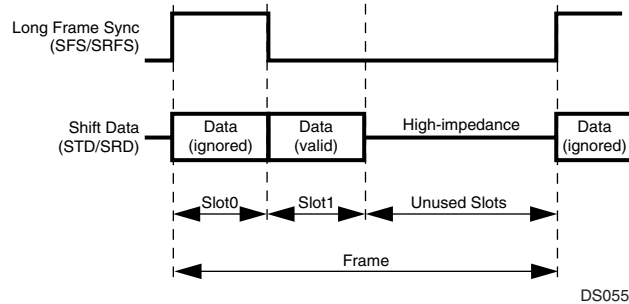 Long Frame Sync
(SFS/SRFS)
Shift Data
(STD/SRD)
Data
(ignored)
Data
(valid)
High-impedance
Data
(ignored)
Slot0
Slot1
Unused Slots
Frame
DS055